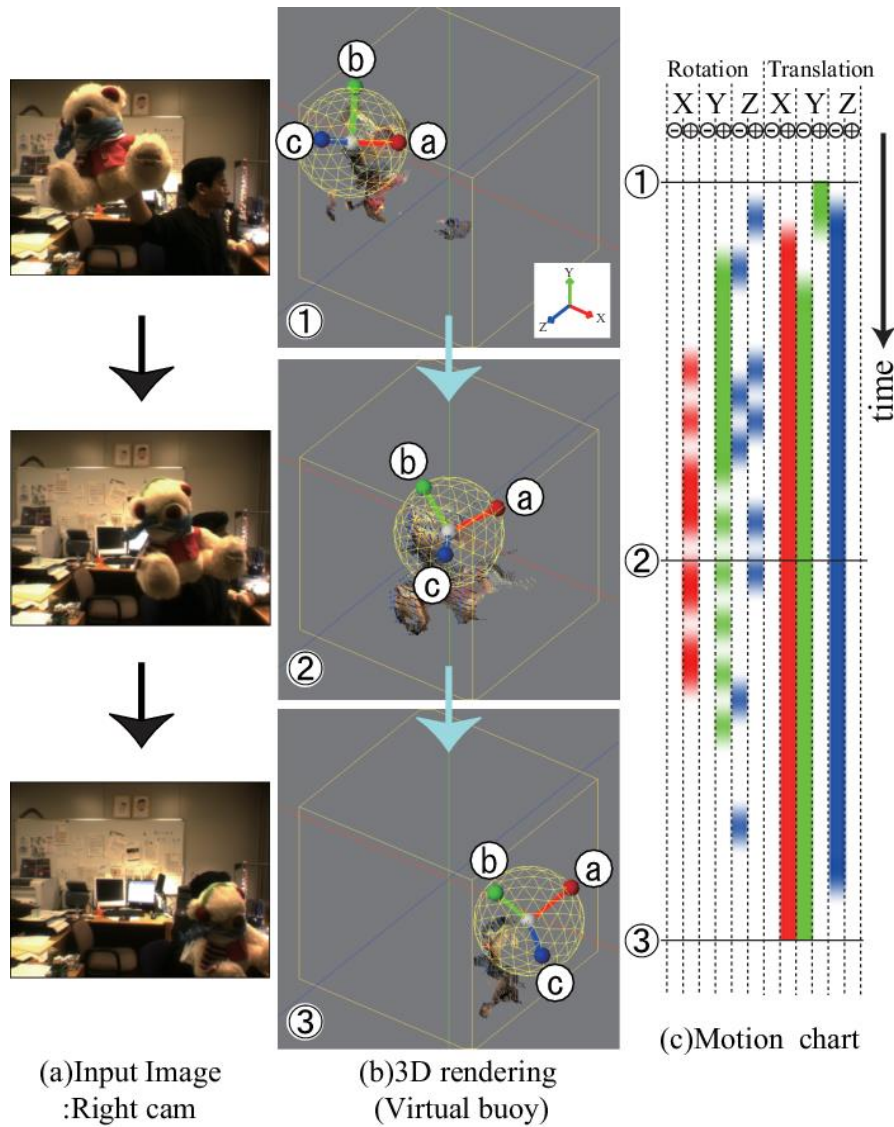 b
c
a
Y
Z
X
①
b
a
c
②
b
a
c
③
Rotation
Translation
X Y Z X Y Z
⊖⊕⊖⊕⊖⊕⊖⊕⊖⊕⊖⊕
①
②
③
time
(a)Input Image
:Right cam
(b)3D rendering
(Virtual buoy)
(c)Motion chart